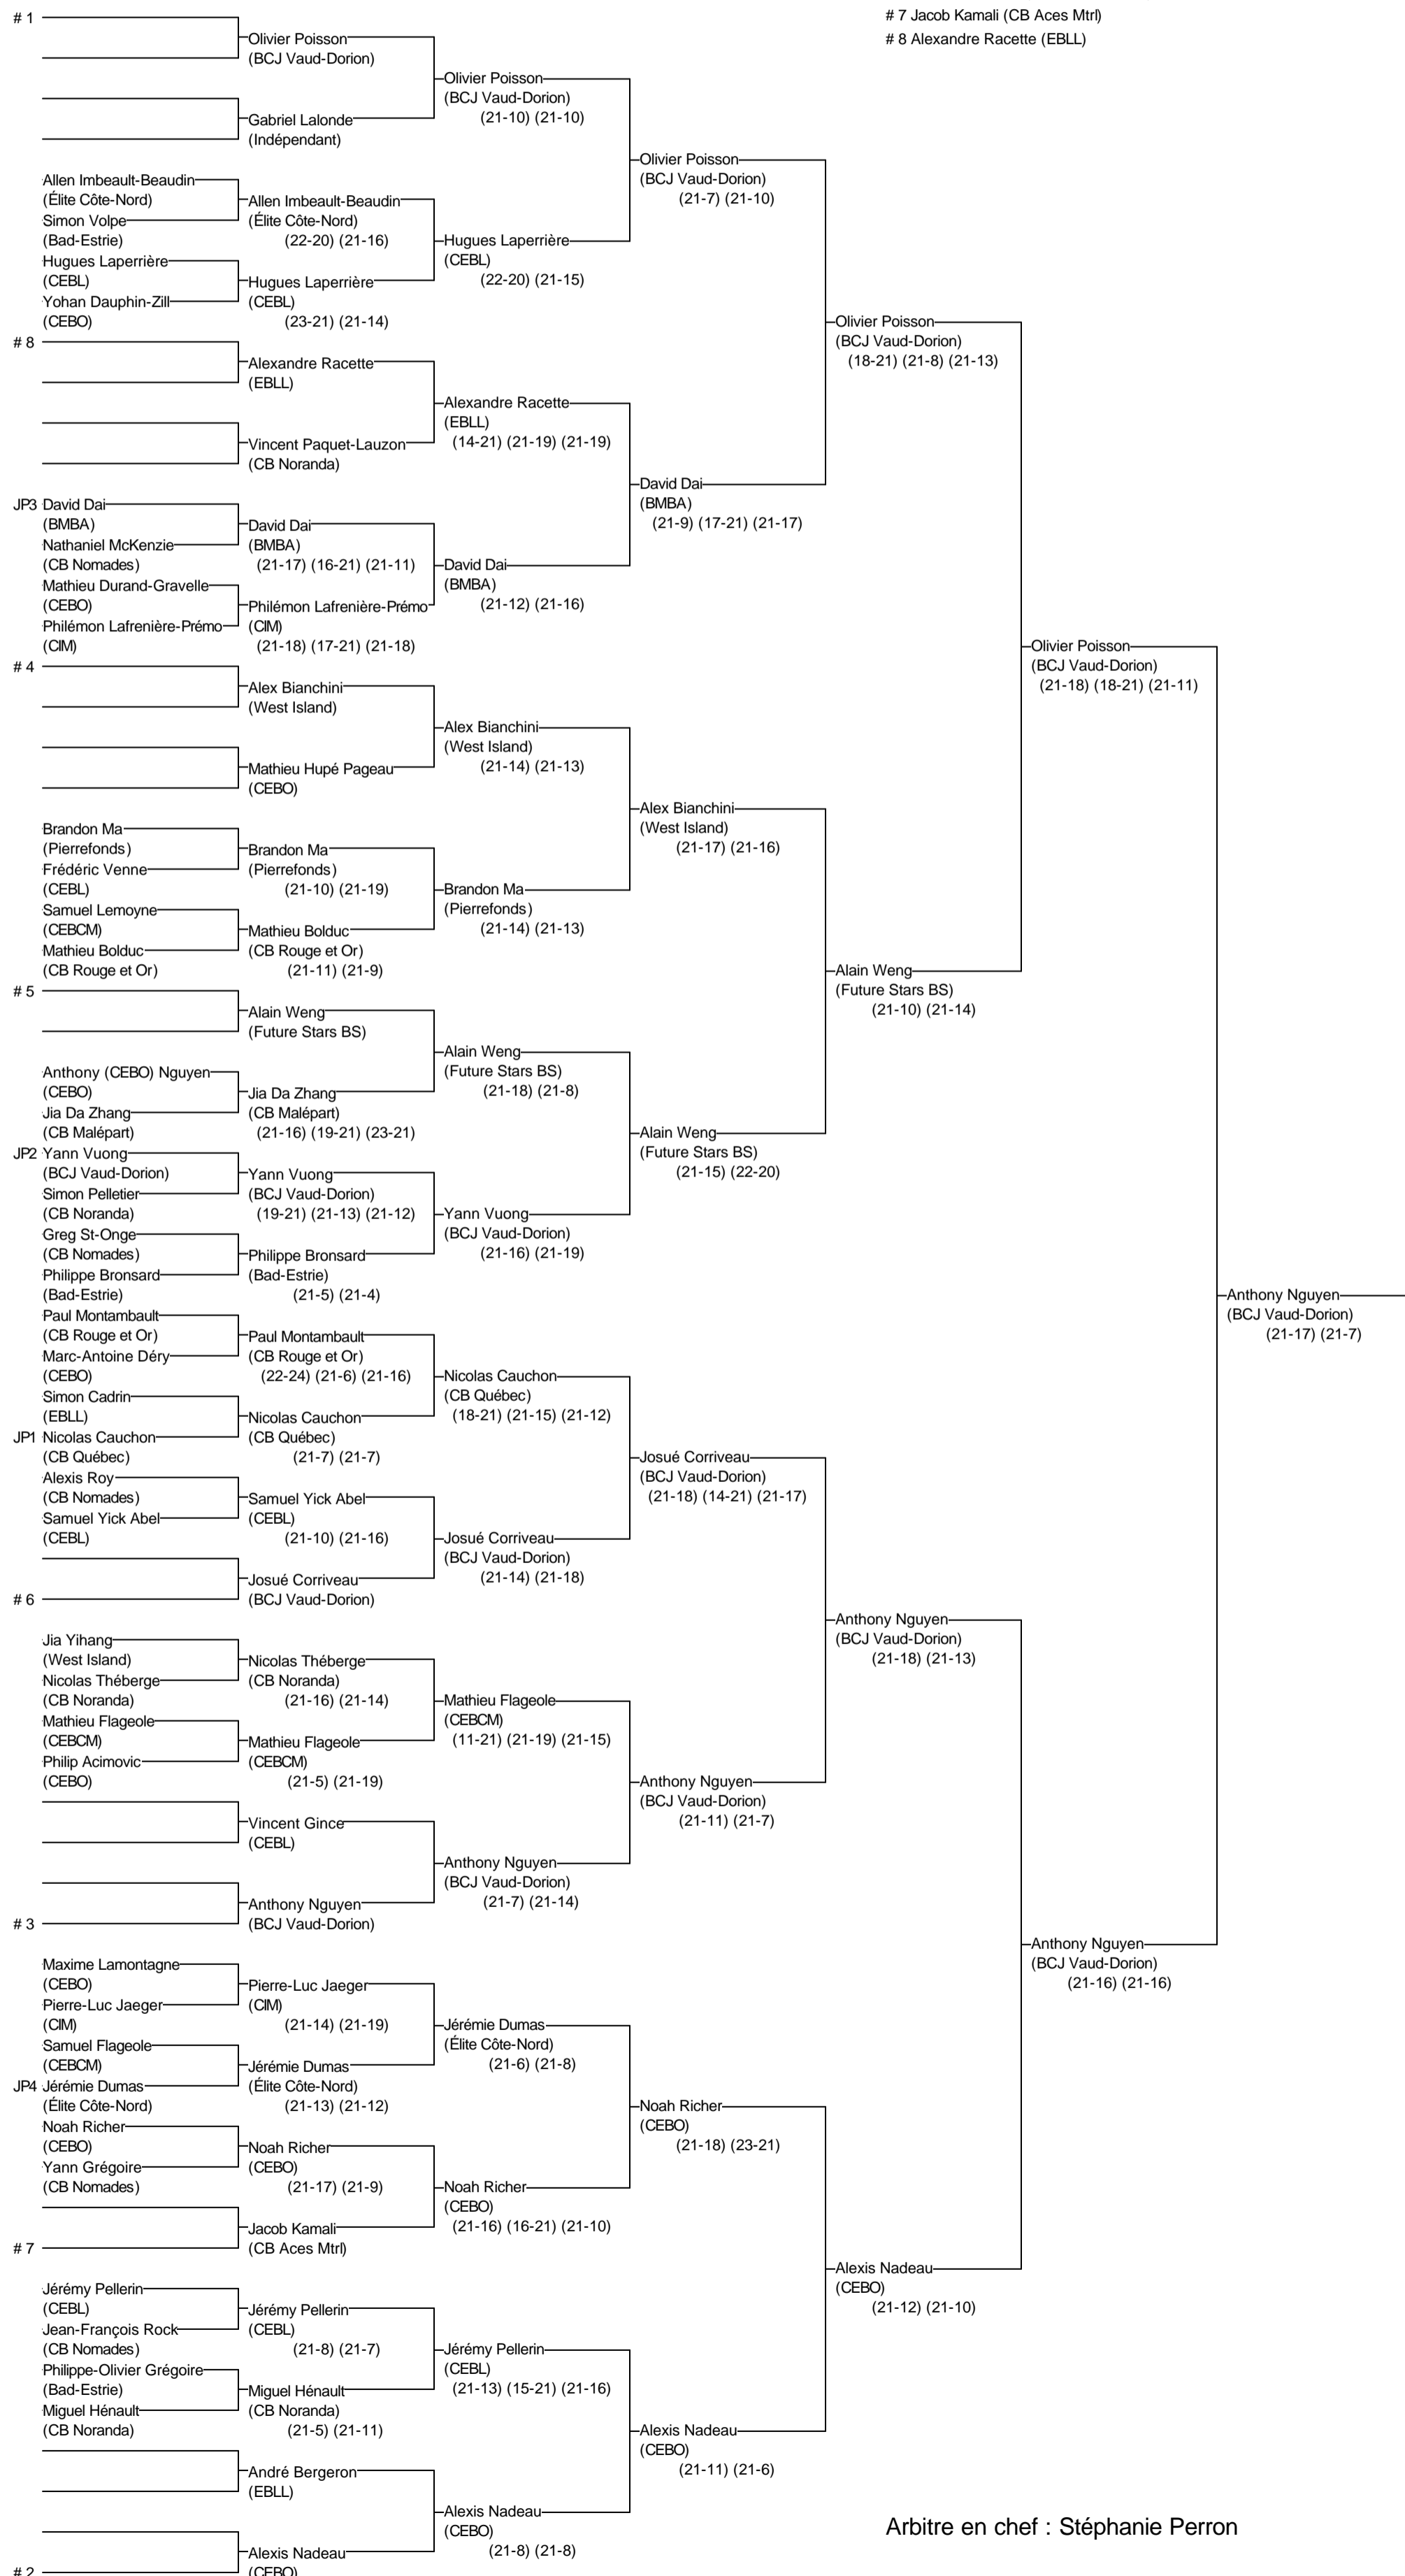 # 7 Jacob Kamali (CB Aces Mtrl)
# 8 Alexandre Racette (EBLL)
# 1
Allen Imbeault-Beaudin
(Élite Côte-Nord)
Simon Volpe
(Bad-Estrie)
Hugues Laperrière
(CEBL)
Yohan Dauphin-Zill
(CEBO)
# 8
JP3 David Dai
(BMBA)
Nathaniel McKenzie
(CB Nomades)
Mathieu Durand-Gravelle
(CEBO)
Philémon Lafrenière-Prémo
(CIM)
# 4
Brandon Ma
(Pierrefonds)
Frédéric Venne
(CEBL)
Samuel Lemoyne
(CEBCM)
Mathieu Bolduc
(CB Rouge et Or)
# 5
Anthony (CEBO) Nguyen
(CEBO)
Jia Da Zhang
(CB Malépart)
JP2 Yann Vuong
(BCJ Vaud-Dorion)
Simon Pelletier
(CB Noranda)
Greg St-Onge
(CB Nomades)
Philippe Bronsard
(Bad-Estrie)
Paul Montambault
(CB Rouge et Or)
Marc-Antoine Déry
(CEBO)
Simon Cadrin
(EBLL)
JP1 Nicolas Cauchon
(CB Québec)
Alexis Roy
(CB Nomades)
Samuel Yick Abel
(CEBL)
# 6
Jia Yihang
(West Island)
Nicolas Théberge
(CB Noranda)
Mathieu Flageole
(CEBCM)
Philip Acimovic
(CEBO)
# 3
Maxime Lamontagne
(CEBO)
Pierre-Luc Jaeger
(CIM)
Samuel Flageole
(CEBCM)
JP4 Jérémie Dumas
(Élite Côte-Nord)
Noah Richer
(CEBO)
Yann Grégoire
(CB Nomades)
# 7
Jérémy Pellerin
(CEBL)
Jean-François Rock
(CB Nomades)
Philippe-Olivier Grégoire
(Bad-Estrie)
Miguel Hénault
(CB Noranda)
# 2
Olivier Poisson
(BCJ Vaud-Dorion)
Gabriel Lalonde
(Indépendant)
Allen Imbeault-Beaudin
(Élite Côte-Nord)
(22-20) (21-16)
Hugues Laperrière
(CEBL)
(23-21) (21-14)
Alexandre Racette
(EBLL)
Vincent Paquet-Lauzon
(CB Noranda)
David Dai
(BMBA)
(21-17) (16-21) (21-11)
Philémon Lafrenière-Prémo
(CIM)
(21-18) (17-21) (21-18)
Alex Bianchini
(West Island)
Mathieu Hupé Pageau
(CEBO)
Brandon Ma
(Pierrefonds)
(21-10) (21-19)
Mathieu Bolduc
(CB Rouge et Or)
(21-11) (21-9)
Alain Weng
(Future Stars BS)
Jia Da Zhang
(CB Malépart)
(21-16) (19-21) (23-21)
Yann Vuong
(BCJ Vaud-Dorion)
(19-21) (21-13) (21-12)
Philippe Bronsard
(Bad-Estrie)
(21-5) (21-4)
Paul Montambault
(CB Rouge et Or)
(22-24) (21-6) (21-16)
Nicolas Cauchon
(CB Québec)
(21-7) (21-7)
Samuel Yick Abel
(CEBL)
(21-10) (21-16)
Josué Corriveau
(BCJ Vaud-Dorion)
Nicolas Théberge
(CB Noranda)
(21-16) (21-14)
Mathieu Flageole
(CEBCM)
(21-5) (21-19)
Vincent Gince
(CEBL)
Anthony Nguyen
(BCJ Vaud-Dorion)
Pierre-Luc Jaeger
(CIM)
(21-14) (21-19)
Jérémie Dumas
(Élite Côte-Nord)
(21-13) (21-12)
Noah Richer
(CEBO)
(21-17) (21-9)
Jacob Kamali
(CB Aces Mtrl)
Jérémy Pellerin
(CEBL)
(21-8) (21-7)
Miguel Hénault
(CB Noranda)
(21-5) (21-11)
André Bergeron
(EBLL)
Alexis Nadeau
(CEBO)
Olivier Poisson
(BCJ Vaud-Dorion)
(21-10) (21-10)
Hugues Laperrière
(CEBL)
(22-20) (21-15)
Alexandre Racette
(EBLL)
(14-21) (21-19) (21-19)
David Dai
(BMBA)
(21-12) (21-16)
Alex Bianchini
(West Island)
(21-14) (21-13)
Brandon Ma
(Pierrefonds)
(21-14) (21-13)
Alain Weng
(Future Stars BS)
(21-18) (21-8)
Yann Vuong
(BCJ Vaud-Dorion)
(21-16) (21-19)
Nicolas Cauchon
(CB Québec)
(18-21) (21-15) (21-12)
Josué Corriveau
(BCJ Vaud-Dorion)
(21-14) (21-18)
Mathieu Flageole
(CEBCM)
(11-21) (21-19) (21-15)
Anthony Nguyen
(BCJ Vaud-Dorion)
(21-7) (21-14)
Jérémie Dumas
(Élite Côte-Nord)
(21-6) (21-8)
Noah Richer
(CEBO)
(21-16) (16-21) (21-10)
Jérémy Pellerin
(CEBL)
(21-13) (15-21) (21-16)
Alexis Nadeau
(CEBO)
(21-8) (21-8)
Olivier Poisson
(BCJ Vaud-Dorion)
(21-7) (21-10)
David Dai
(BMBA)
(21-9) (17-21) (21-17)
Alex Bianchini
(West Island)
(21-17) (21-16)
Alain Weng
(Future Stars BS)
(21-15) (22-20)
Josué Corriveau
(BCJ Vaud-Dorion)
(21-18) (14-21) (21-17)
Anthony Nguyen
(BCJ Vaud-Dorion)
(21-11) (21-7)
Noah Richer
(CEBO)
(21-18) (23-21)
Alexis Nadeau
(CEBO)
(21-11) (21-6)
Olivier Poisson
(BCJ Vaud-Dorion)
(18-21) (21-8) (21-13)
Alain Weng
(Future Stars BS)
(21-10) (21-14)
Anthony Nguyen
(BCJ Vaud-Dorion)
(21-18) (21-13)
Alexis Nadeau
(CEBO)
(21-12) (21-10)
Olivier Poisson
(BCJ Vaud-Dorion)
(21-18) (18-21) (21-11)
Anthony Nguyen
(BCJ Vaud-Dorion)
(21-16) (21-16)
Anthony Nguyen
(BCJ Vaud-Dorion)
(21-17) (21-7)
Arbitre en chef : Stéphanie Perron